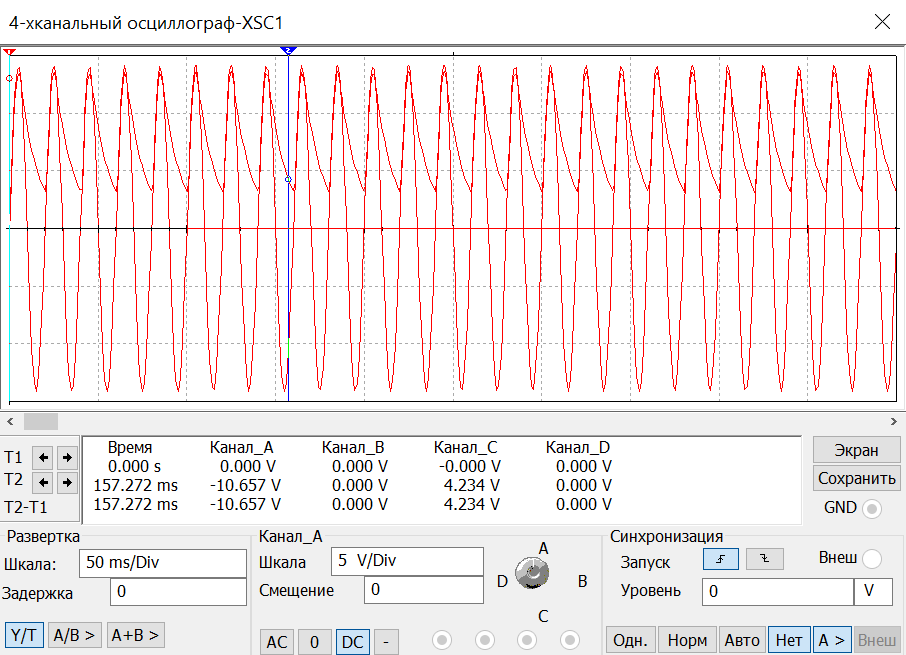 4-хканальный осциллограф-XSC1
1
2
Время Канал_A Канал_B Канал_C Канал_D
T1 0.000 s 0.000 V 0.000 V -0.000 V 0.000 V
T2 157.272 ms -10.657 V 0.000 V 4.234 V 0.000 V
T2-T1 157.272 ms -10.657 V 0.000 V 4.234 V 0.000 V
Экран
Сохранить
GND
Развертка
Шкала: 50 ms/Div
Задержка 0
Y/T A/B > A+B >
Канал_A
Шкала 5 V/Div
Смещение 0
AC 0 DC -
A
D B
C
Синхронизация
Запуск Внеш
Уровень 0 V
Одн. Норм Авто Нет A > Внеш